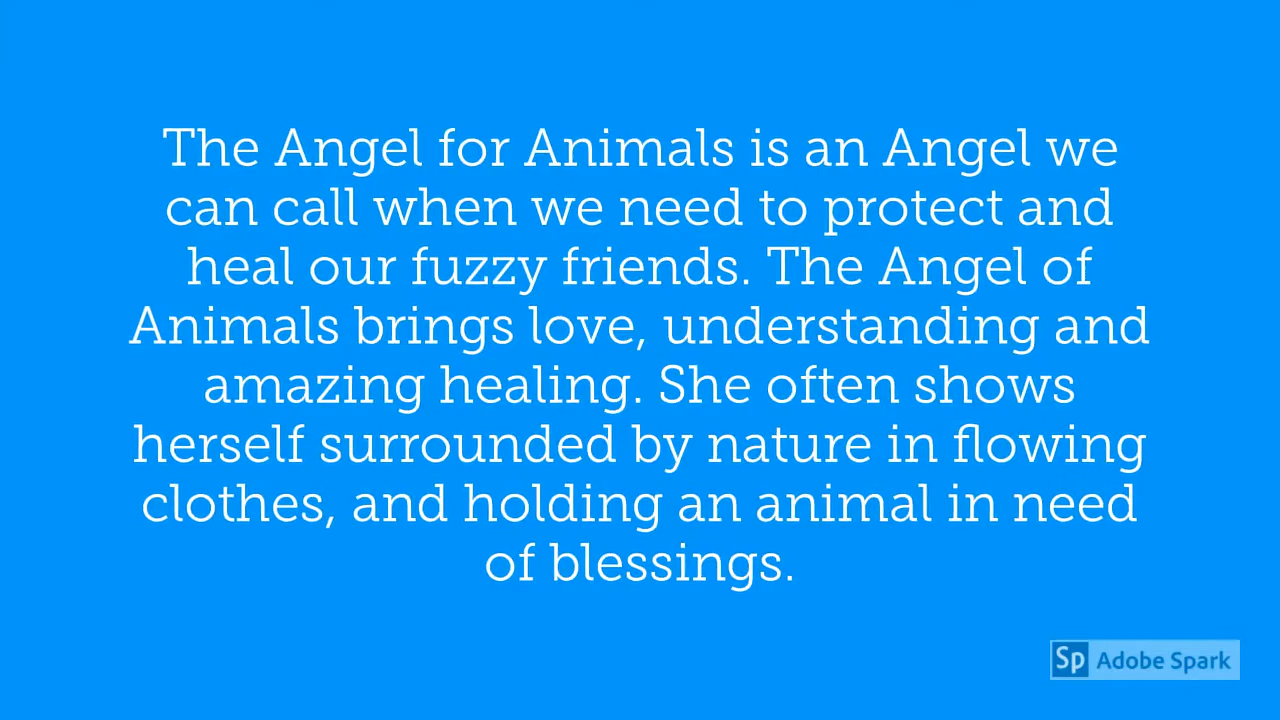 The Angel for Animals is an Angel we
can call when we need to protect and
heal our fuzzy friends. The Angel of
Animals brings love, understanding and
amazing healing. She often shows
herself surrounded by nature in flowing
clothes, and holding an animal in need
of blessings.
Sp Adobe Spark